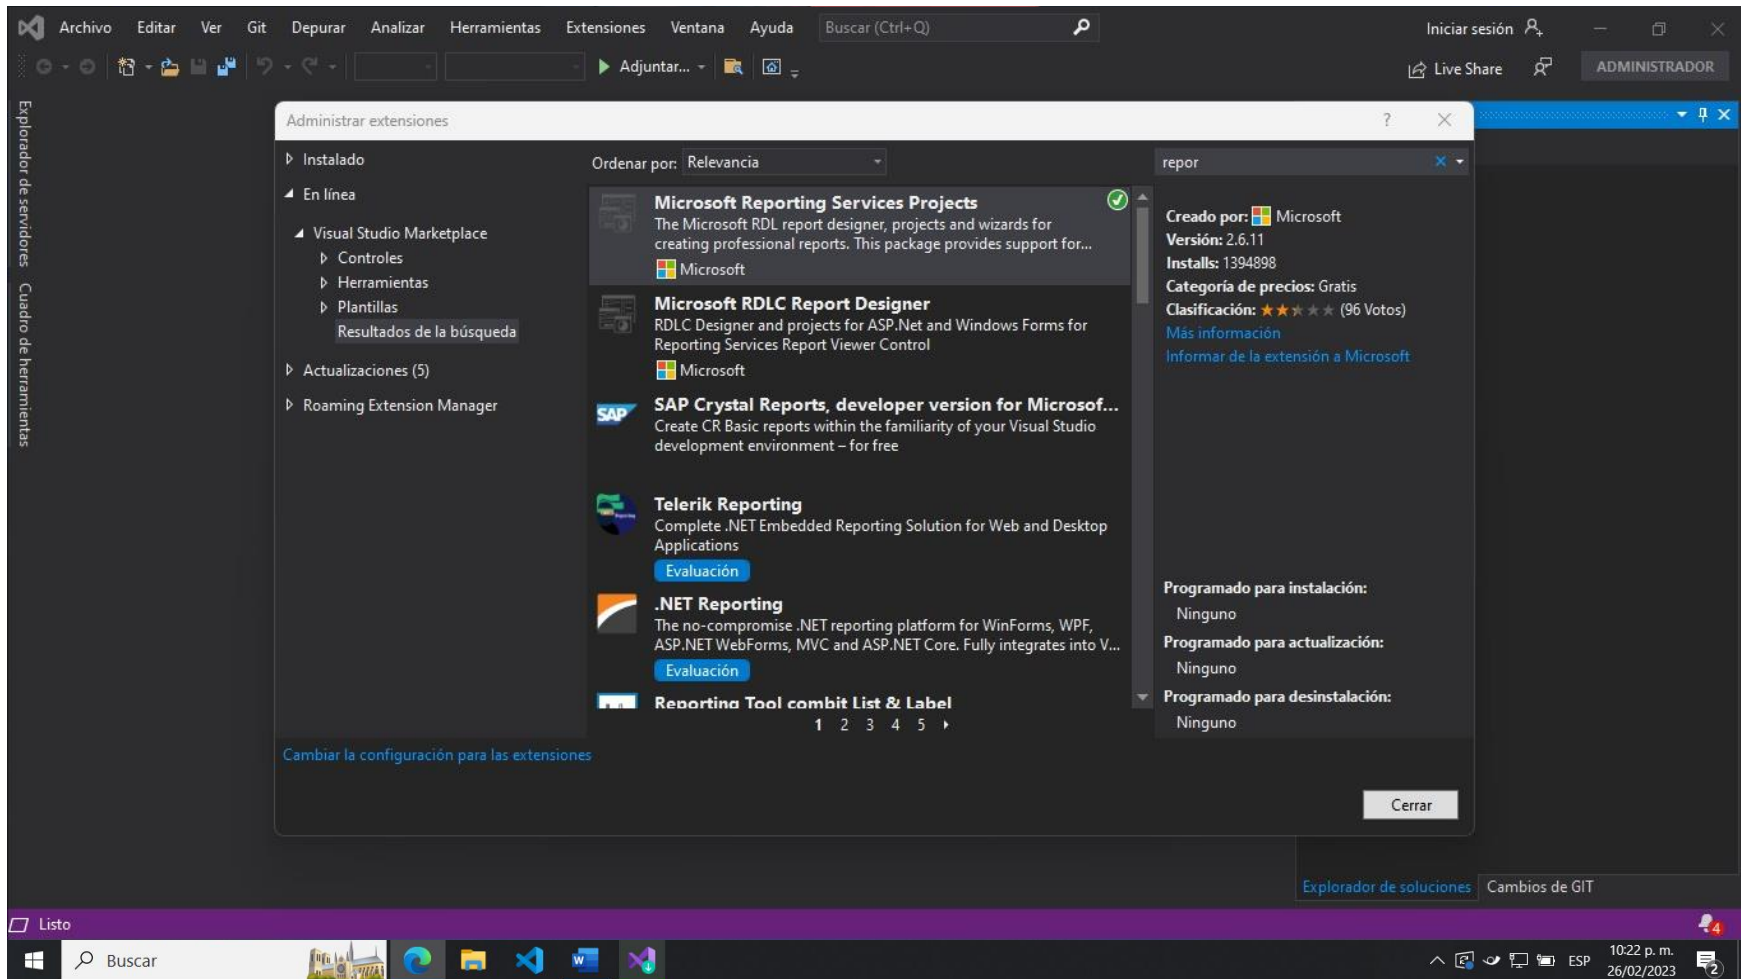 Archivo Editar Ver Git Depurar Analizar Herramientas Extensiones Ventana Ayuda Buscar (Ctrl+Q) Iniciar sesión
Adjuntar... Live Share ADMINISTRADOR
Explorador de servidores
Cuadro de herramientas
Administrar extensiones ?
Instalado
En línea
Visual Studio Marketplace
Controles
Herramientas
Plantillas
Resultados de la búsqueda
Actualizaciones (5)
Roaming Extension Manager
Cambiar la configuración para las extensiones
Ordenar por: Relevancia
Microsoft Reporting Services Projects
The Microsoft RDL report designer, projects and wizards for
creating professional reports. This package provides support for...
Microsoft
Microsoft RDLC Report Designer
RDLC Designer and projects for ASP.Net and Windows Forms for
Reporting Services Report Viewer Control
Microsoft
SAP
SAP Crystal Reports, developer version for Microsof...
Create CR Basic reports within the familiarity of your Visual Studio
development environment – for free
Telerik Reporting
Complete .NET Embedded Reporting Solution for Web and Desktop
Applications
Evaluación
.NET Reporting
The no-compromise .NET reporting platform for WinForms, WPF,
ASP.NET WebForms, MVC and ASP.NET Core. Fully integrates into V...
Evaluación
Reporting Tool combit List & Label
1 2 3 4 5
repor
Creado por: Microsoft
Versión: 2.6.11
Installs: 1394898
Categoría de precios: Gratis
Clasificación: (96 Votos)
Más información
Informar de la extensión a Microsoft
Programado para instalación:
Ninguno
Programado para actualización:
Ninguno
Programado para desinstalación:
Ninguno
Cerrar
Explorador de soluciones Cambios de GIT
Listo 4
Buscar ESP 10:22 p. m.
26/02/2023 2